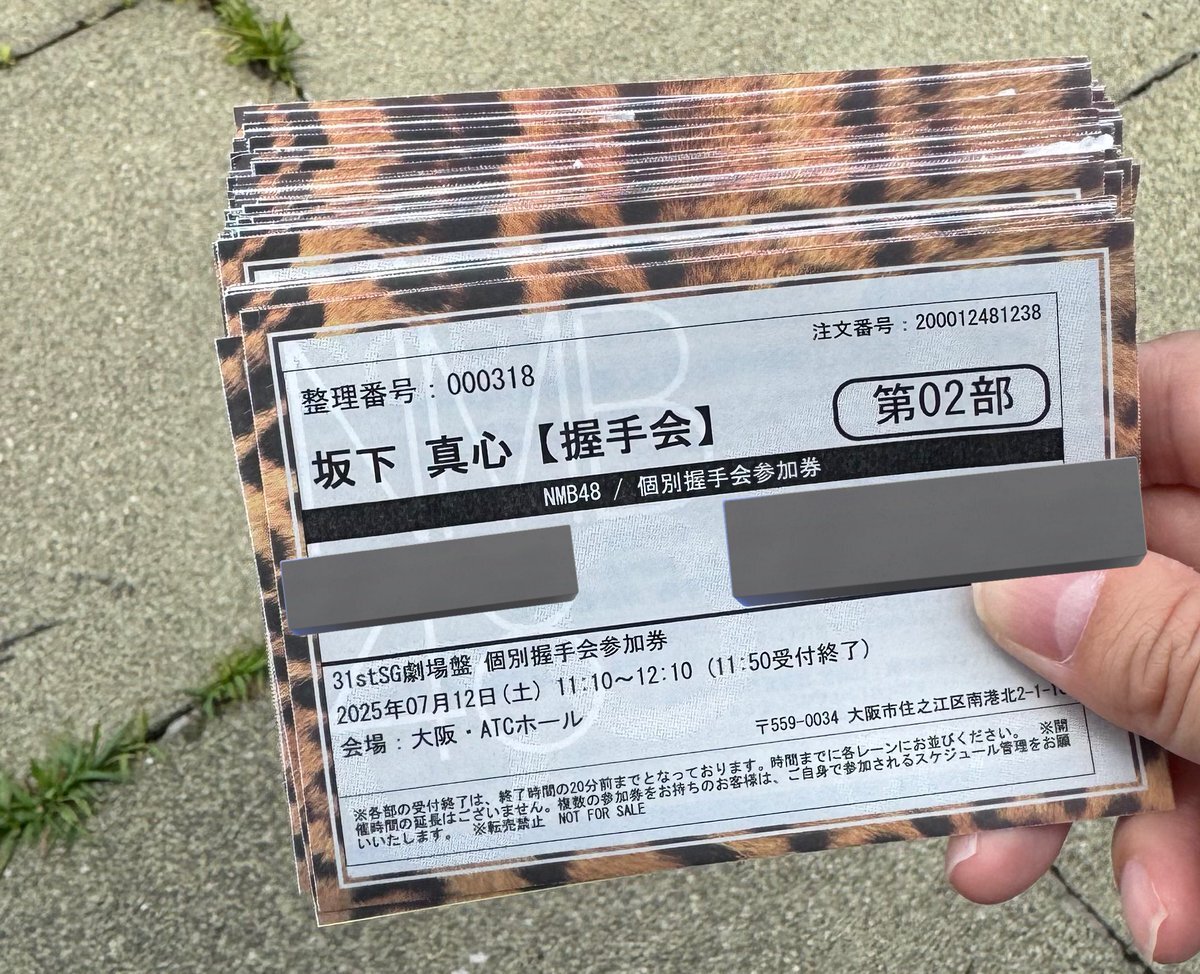 注文番号：200012481238
整理番号：000318
第02部
坂下 真心【握手会】
NMB48 / 個別握手会参加券
31stSG劇場盤 個別握手会参加券
2025年07月12日(土) 11:10～12:10 (11:50受付終了)
会場：大阪・ATCホール
〒559-0034 大阪市住之江区南港北2-1-10
※各部の受付終了は、終了時間の20分前までとなっております。時間までに各レーンにお並びください。 ※開
催時間の延長はございません。複数の参加券をお持ちのお客様は、ご自身で参加されるスケジュール管理をお願
いいたします。 ※転売禁止 NOT FOR SALE
NMB